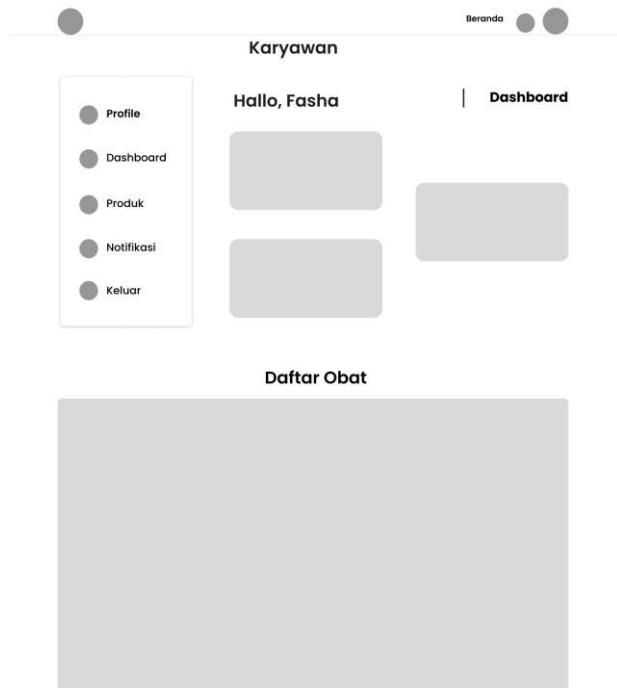 Beranda
Karyawan
Hallo, Fasha
Dashboard
Profile
Dashboard
Produk
Notifikasi
Keluar
Daftar Obat